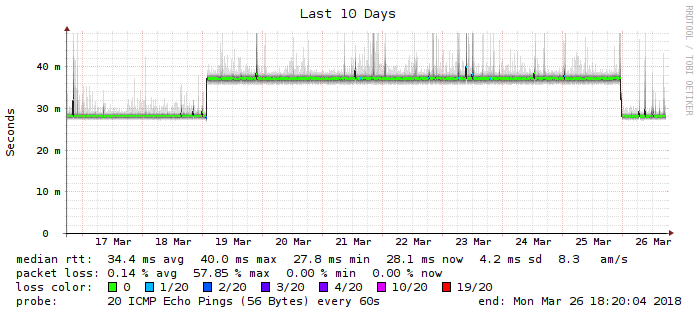 Last 10 Days
RRDTOOL / TOBI OETIKER
Seconds
40 m
30 m
20 m
10 m
0
17 Mar 18 Mar 19 Mar 20 Mar 21 Mar 22 Mar 23 Mar 24 Mar 25 Mar 26 Mar
median rtt: 34.4 ms avg 40.0 ms max 27.8 ms min 28.1 ms now 4.2 ms sd 8.3 am/s
packet loss: 0.14 % avg 57.85 % max 0.00 % min 0.00 % now
loss color: 0 1/20 2/20 3/20 4/20 10/20 19/20
probe: 20 ICMP Echo Pings (56 Bytes) every 60s end: Mon Mar 26 18:20:04 2018